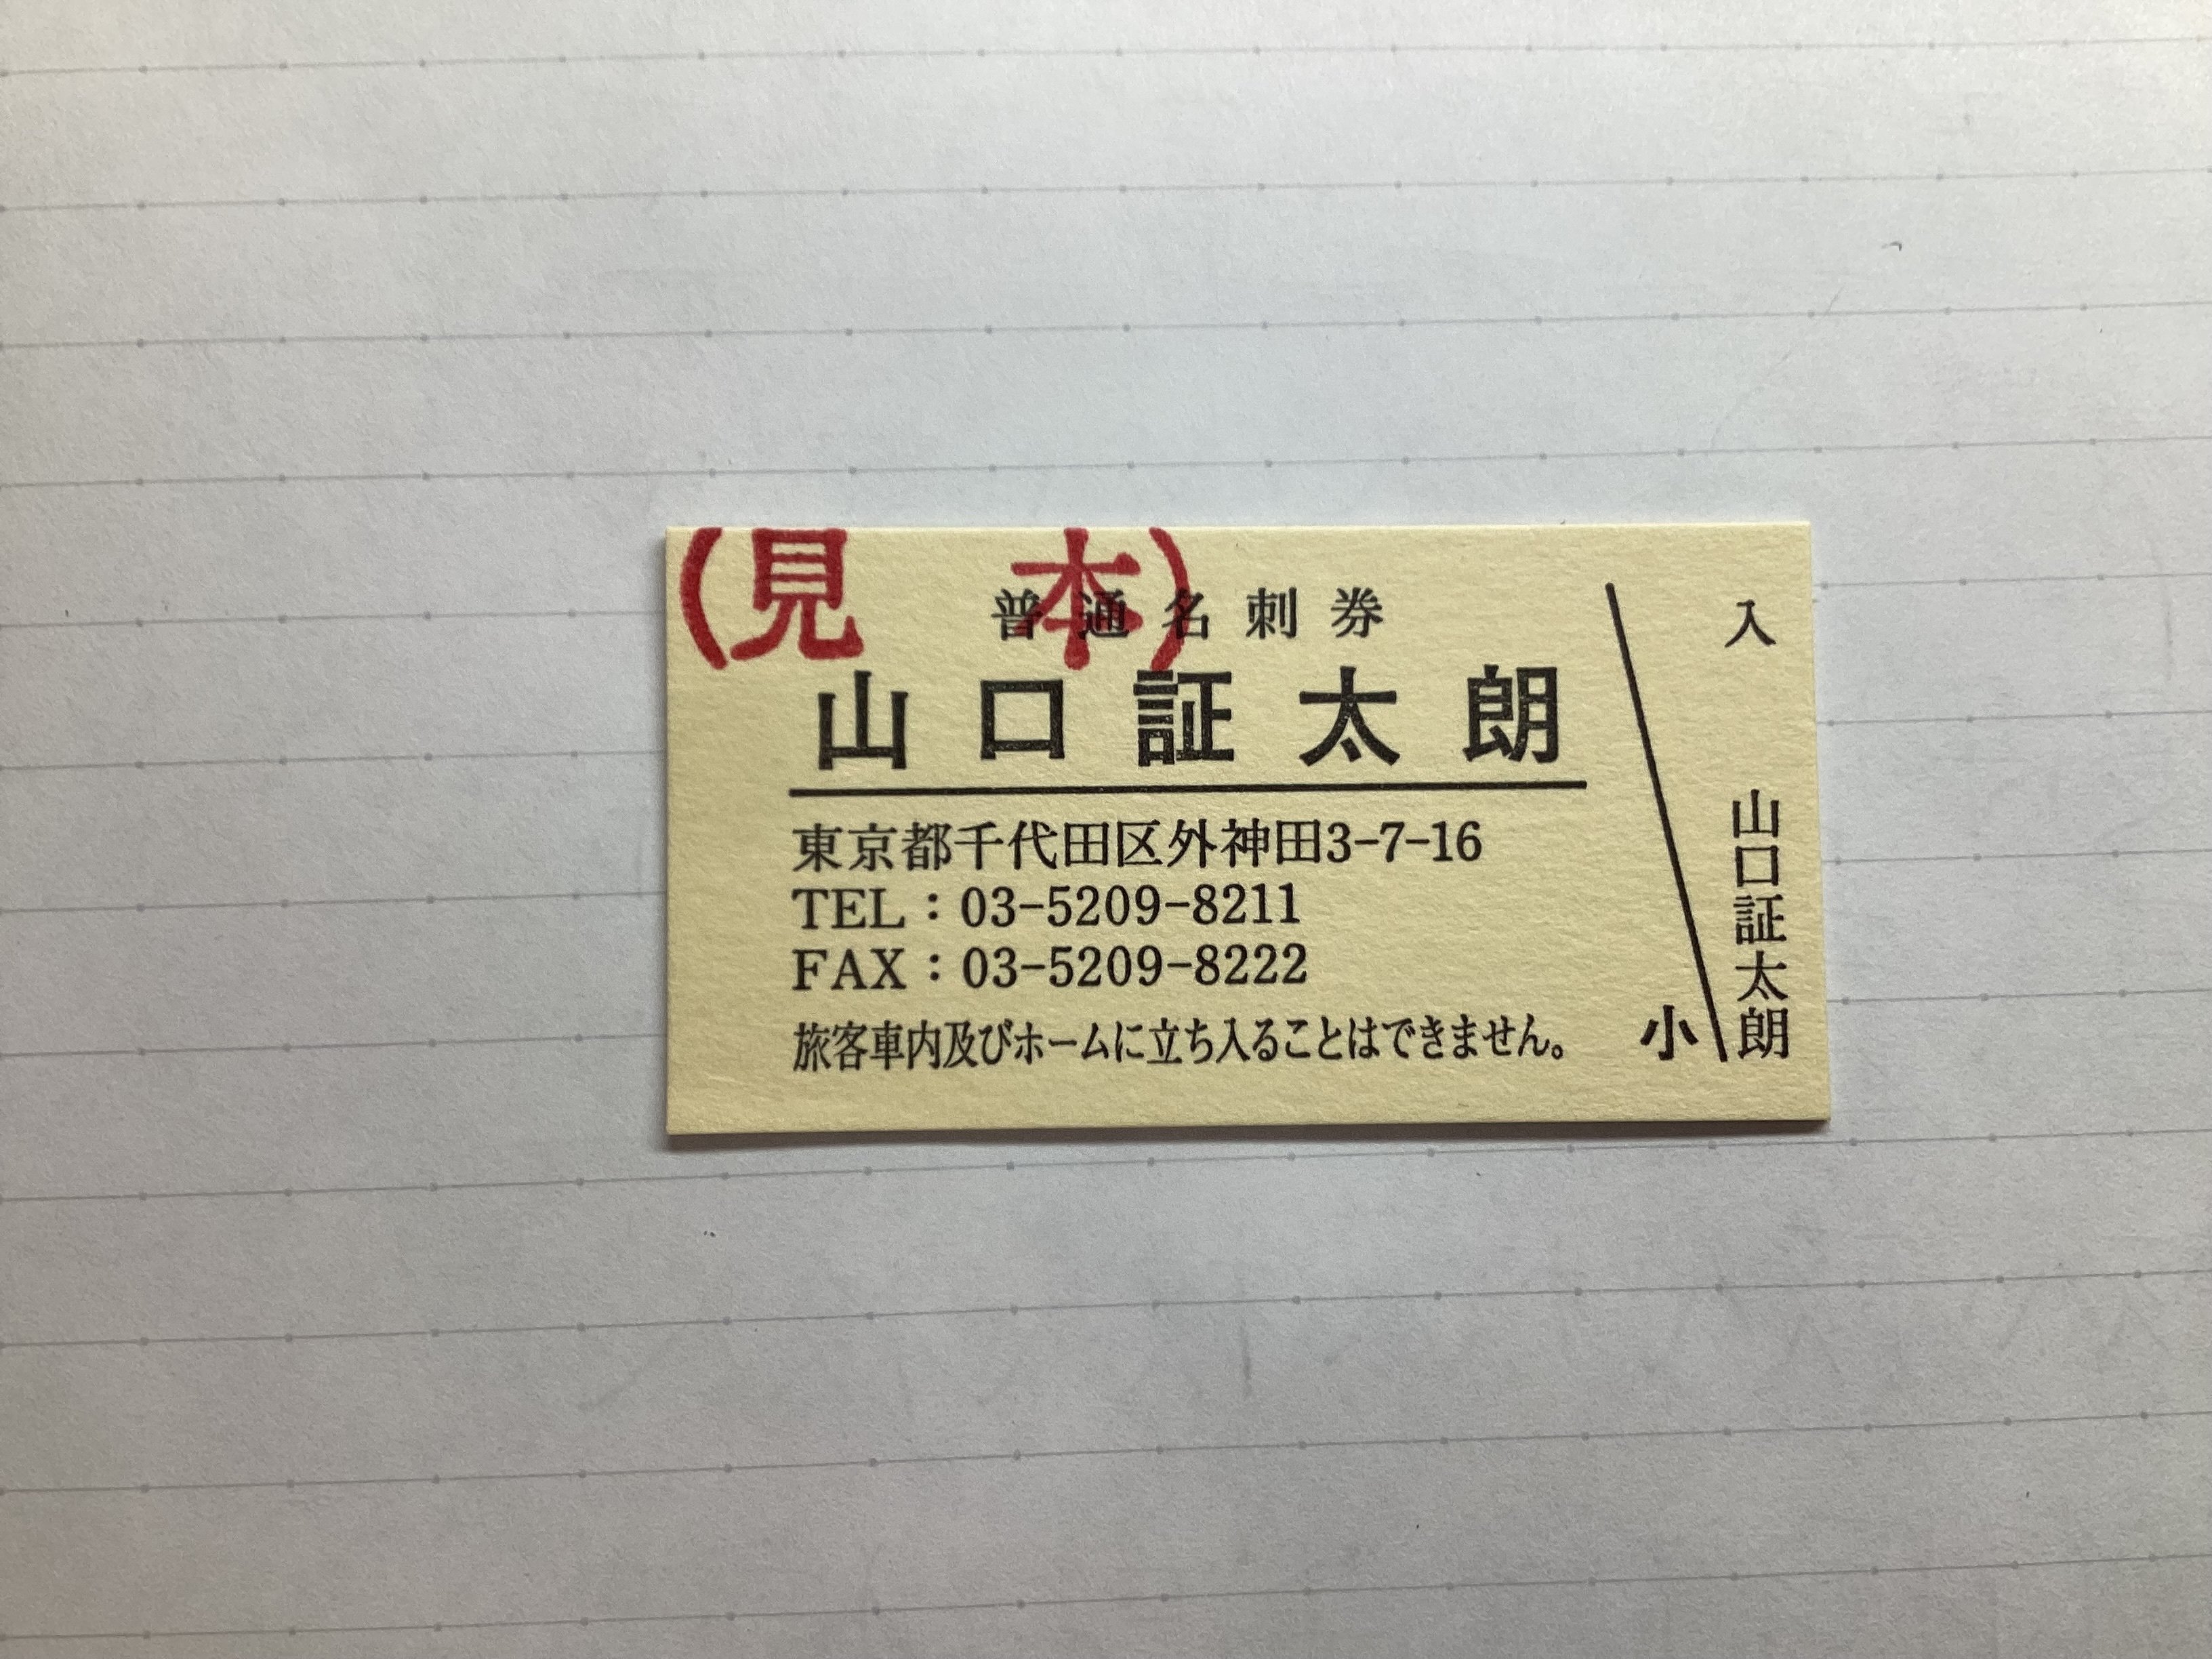 (見本)
普通名刺券
山口証太朗
東京都千代田区外神田3-7-16
TEL：03-5209-8211
FAX：03-5209-8222
旅客車内及びホームに立ち入ることはできません。
小
入
山口証太朗